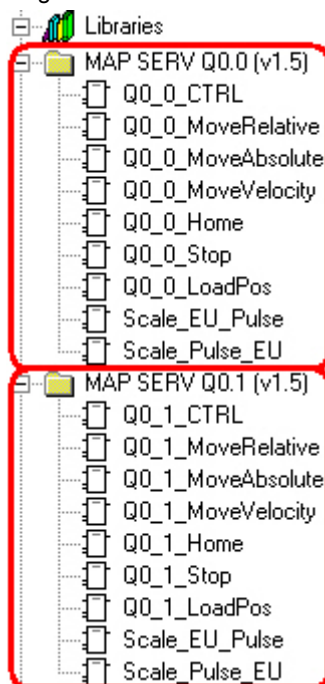 Libraries
MAP SERV Q0.0 (v1.5)
Q0_0_CTRL
Q0_0_MoveRelative
Q0_0_MoveAbsolute
Q0_0_MoveVelocity
Q0_0_Home
Q0_0_Stop
Q0_0_LoadPos
Scale_EU_Pulse
Scale_Pulse_EU
MAP SERV Q0.1 (v1.5)
Q0_1_CTRL
Q0_1_MoveRelative
Q0_1_MoveAbsolute
Q0_1_MoveVelocity
Q0_1_Home
Q0_1_Stop
Q0_1_LoadPos
Scale_EU_Pulse
Scale_Pulse_EU